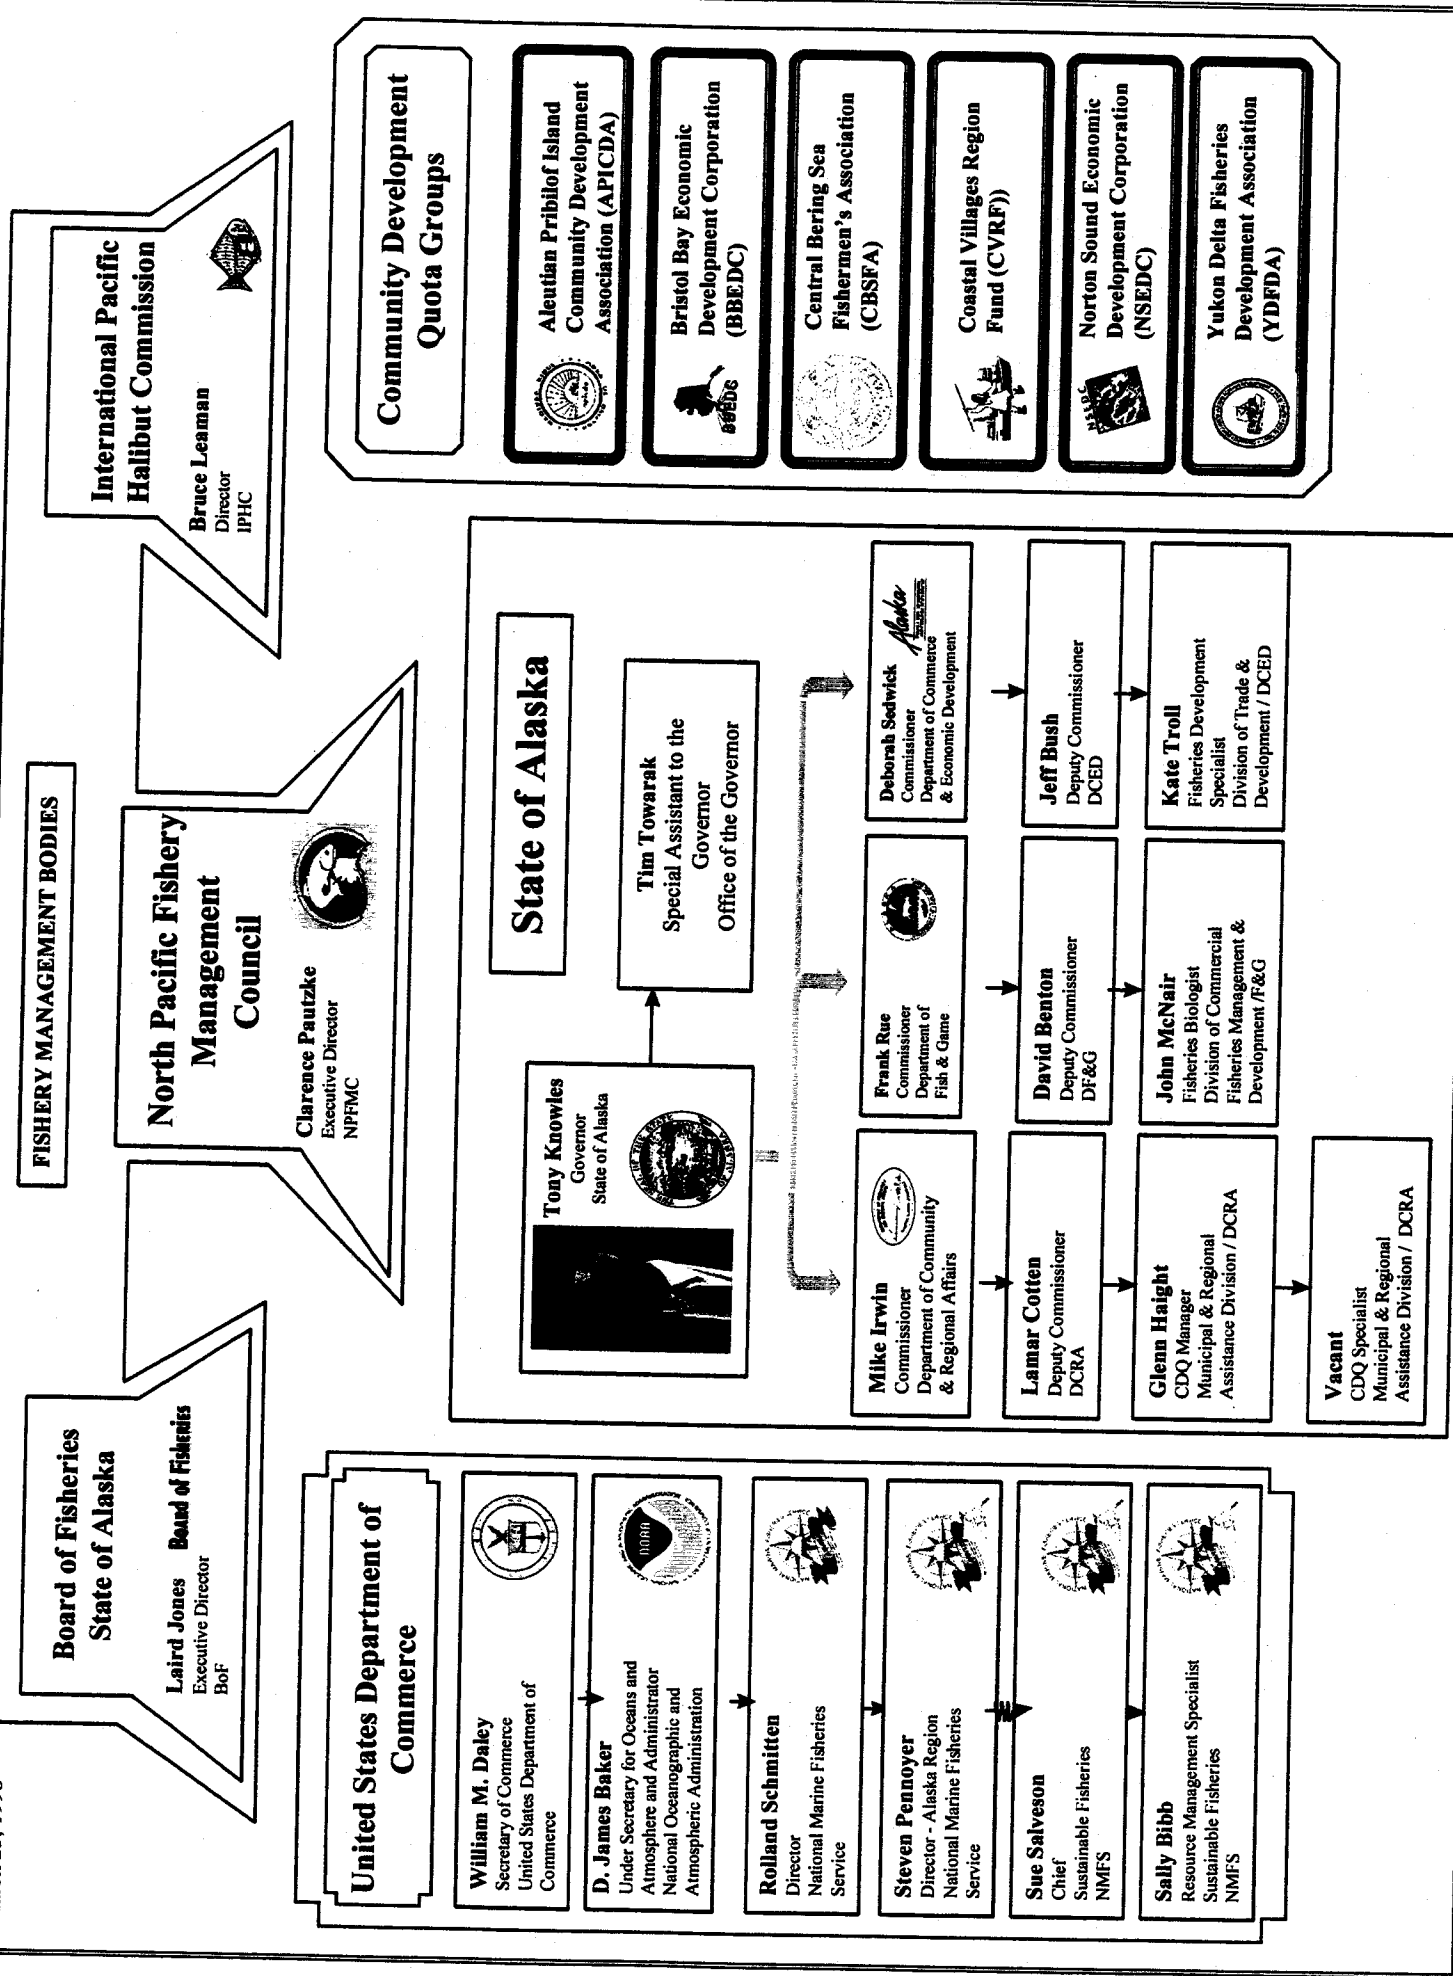 FISHERY MANAGEMENT BODIES
Board of Fisheries
State of Alaska
Laird Jones
Executive Director
BoF
BOARD OF FISHERIES
North Pacific Fishery
Management
Council
Clarence Pautzke
Executive Director
NPFMC
International Pacific
Halibut Commission
Bruce Leaman
Director
IPHC
United States Department of
Commerce
William M. Daley
Secretary of Commerce
United States Department of
Commerce
D. James Baker
Under Secretary for Oceans and
Atmosphere and Administrator
National Oceanographic and
Atmospheric Administration
NOAA
Rolland Schmitten
Director
National Marine Fisheries
Service
Steven Pennoyer
Director - Alaska Region
National Marine Fisheries
Service
Sue Salveson
Chief
Sustainable Fisheries
NMFS
Sally Bibb
Resource Management Specialist
Sustainable Fisheries
NMFS
State of Alaska
Tony Knowles
Governor
State of Alaska
Tim Towarak
Special Assistant to the
Governor
Office of the Governor
Mike Irwin
Commissioner
Department of Community
& Regional Affairs
Lamar Cotten
Deputy Commissioner
DCRA
Glenn Haight
CDQ Manager
Municipal & Regional
Assistance Division / DCRA
Vacant
CDQ Specialist
Municipal & Regional
Assistance Division / DCRA
Frank Rue
Commissioner
Department of
Fish & Game
David Benton
Deputy Commissioner
DF&G
John McNair
Fisheries Biologist
Division of Commercial
Fisheries Management &
Development /F&G
Deborah Sedwick
Commissioner
Department of Commerce
& Economic Development
Alaska
Jeff Bush
Deputy Commissioner
DCED
Kate Troll
Fisheries Development
Specialist
Division of Trade &
Development / DCED
Community Development
Quota Groups
Aleutian Pribilof Island
Community Development
Association (APICDA)
Bristol Bay Economic
Development Corporation
(BBEDC)
BBEDC
Central Bering Sea
Fishermen's Association
(CBSFA)
Coastal Villages Region
Fund (CVRF))
Norton Sound Economic
Development Corporation
(NSEDC)
NSEDC
Yukon Delta Fisheries
Development Association
(YDFDA)